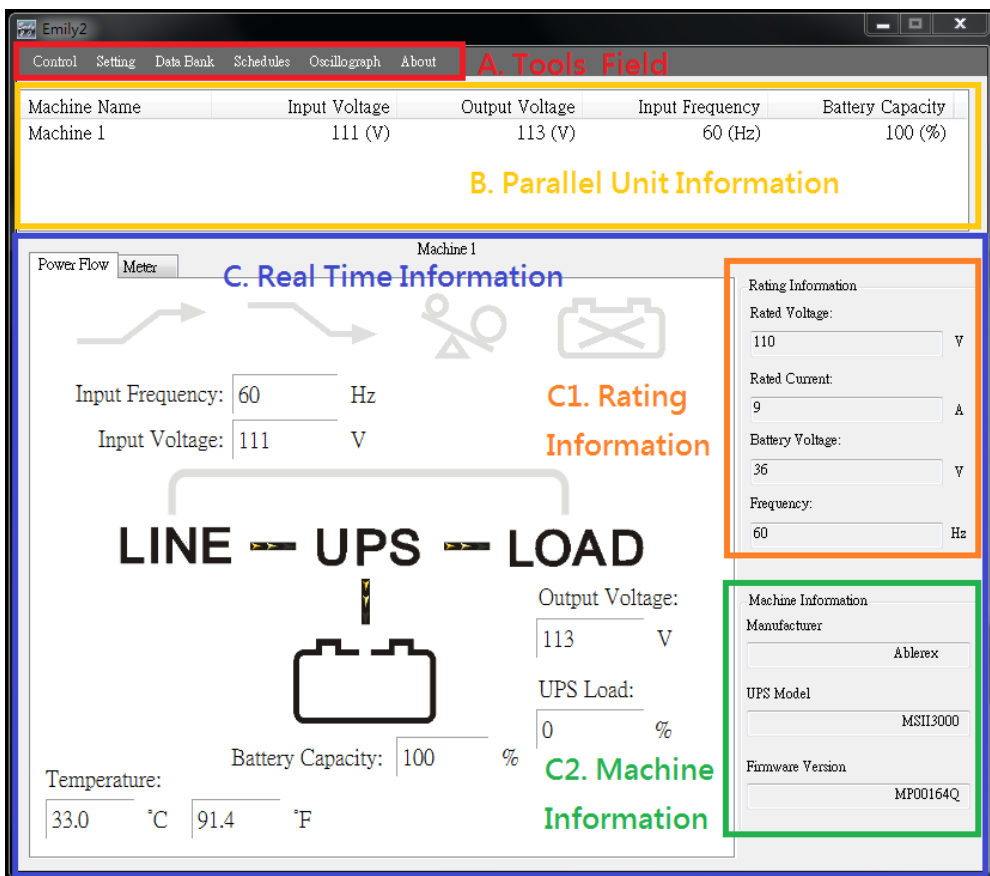 Emily2
Control Setting Data Bank Schedules Oscillograph About
A. Tools Field
Machine Name Input Voltage Output Voltage Input Frequency Battery Capacity
Machine 1 111 (V) 113 (V) 60 (Hz) 100 (%)
B. Parallel Unit Information
Machine 1
Power Flow Meter
C. Real Time Information
Input Frequency: 60 Hz
Input Voltage: 111 V
LINE UPS LOAD
Output Voltage:
113 V
UPS Load:
0 %
Battery Capacity: 100 %
Temperature:
33.0 °C 91.4 °F
C1. Rating
Information
Rating Information
Rated Voltage:
110 V
Rated Current:
9 A
Battery Voltage:
36 V
Frequency:
60 Hz
C2. Machine
Information
Machine Information
Manufacturer
Ablerex
UPS Model
MSII3000
Firmware Version
MP00164Q